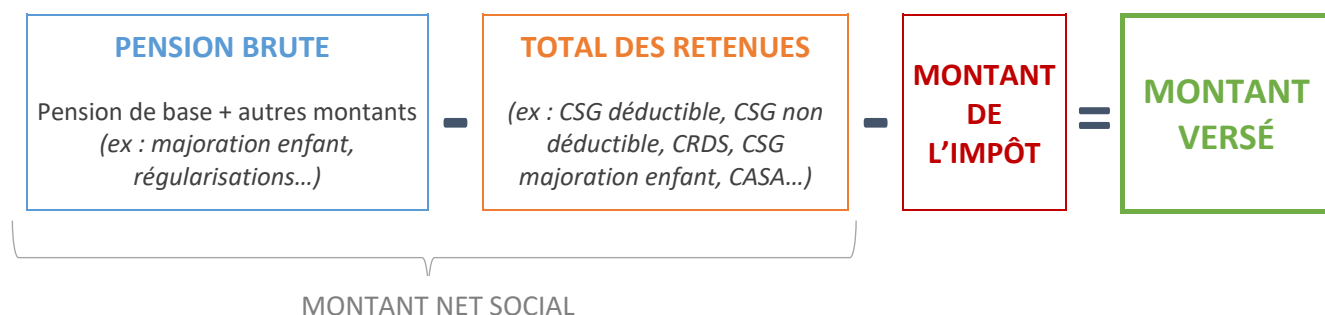 PENSION BRUTE
Pension de base + autres montants
(ex : majoration enfant,
régularisations…)
-
TOTAL DES RETENUES
(ex : CSG déductible, CSG non
déductible, CRDS, CSG
majoration enfant, CASA…)
-
MONTANT
DE
L’IMPÔT
=
MONTANT
VERSÉ
MONTANT NET SOCIAL